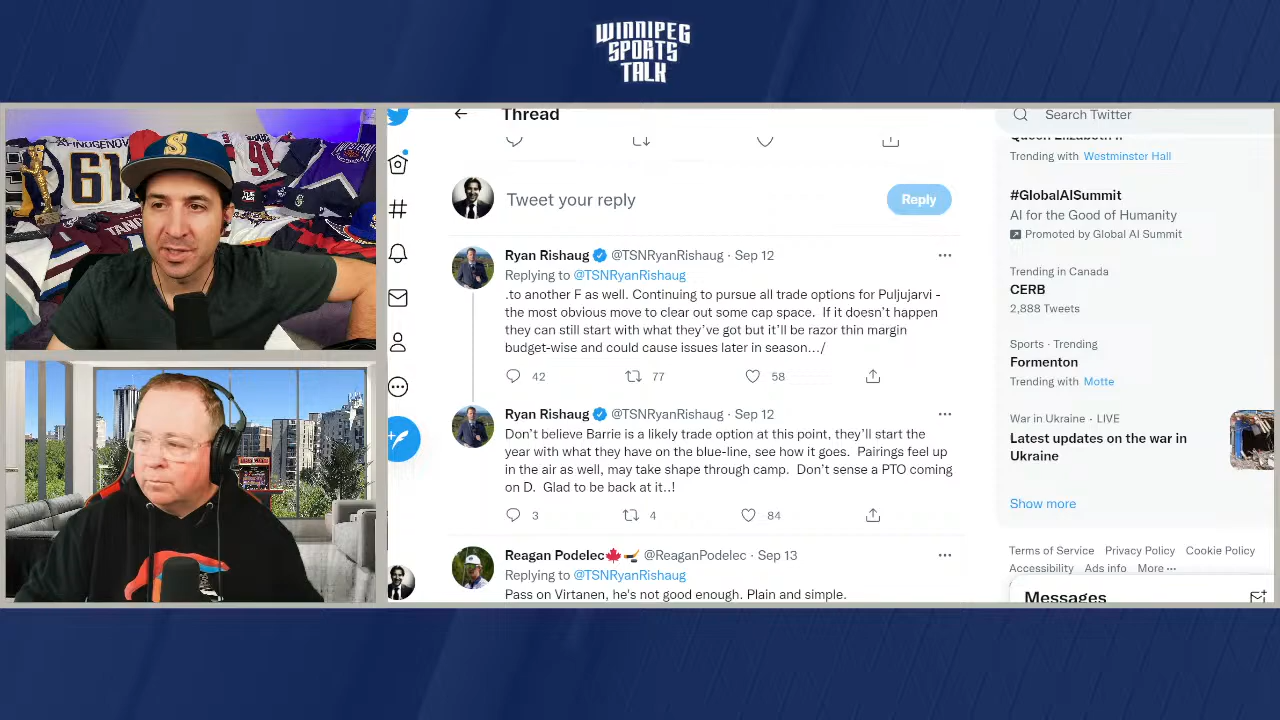 WINNIPEG
SPORTS
TALK
AFINOGENOV
61
91
S
Thread
Search Twitter
Trending with Westminster Hall
Tweet your reply
Reply
#GlobalAISummit
AI for the Good of Humanity
Promoted by Global AI Summit
Ryan Rishaug @TSNRyanRishaug · Sep 12
Replying to @TSNRyanRishaug
.to another F as well. Continuing to pursue all trade options for Puljujarvi -
the most obvious move to clear out some cap space. If it doesn't happen
they can still start with what they've got but it'll be razor thin margin
budget-wise and could cause issues later in season.../
42 77 58
Trending in Canada
CERB
2,888 Tweets
Sports · Trending
Formenton
Trending with Motte
Ryan Rishaug @TSNRyanRishaug · Sep 12
Don't believe Barrie is a likely trade option at this point, they'll start the
year with what they have on the blue-line, see how it goes. Pairings feel up
in the air as well, may take shape through camp. Don't sense a PTO coming
on D. Glad to be back at it..!
3 4 84
War in Ukraine · LIVE
Latest updates on the war in
Ukraine
Show more
Reagan Podelec @ReaganPodelec · Sep 13
Replying to @TSNRyanRishaug
Pass on Virtanen, he's not good enough. Plain and simple.
Terms of Service Privacy Policy Cookie Policy
Accessibility Ads info More ···
Messages